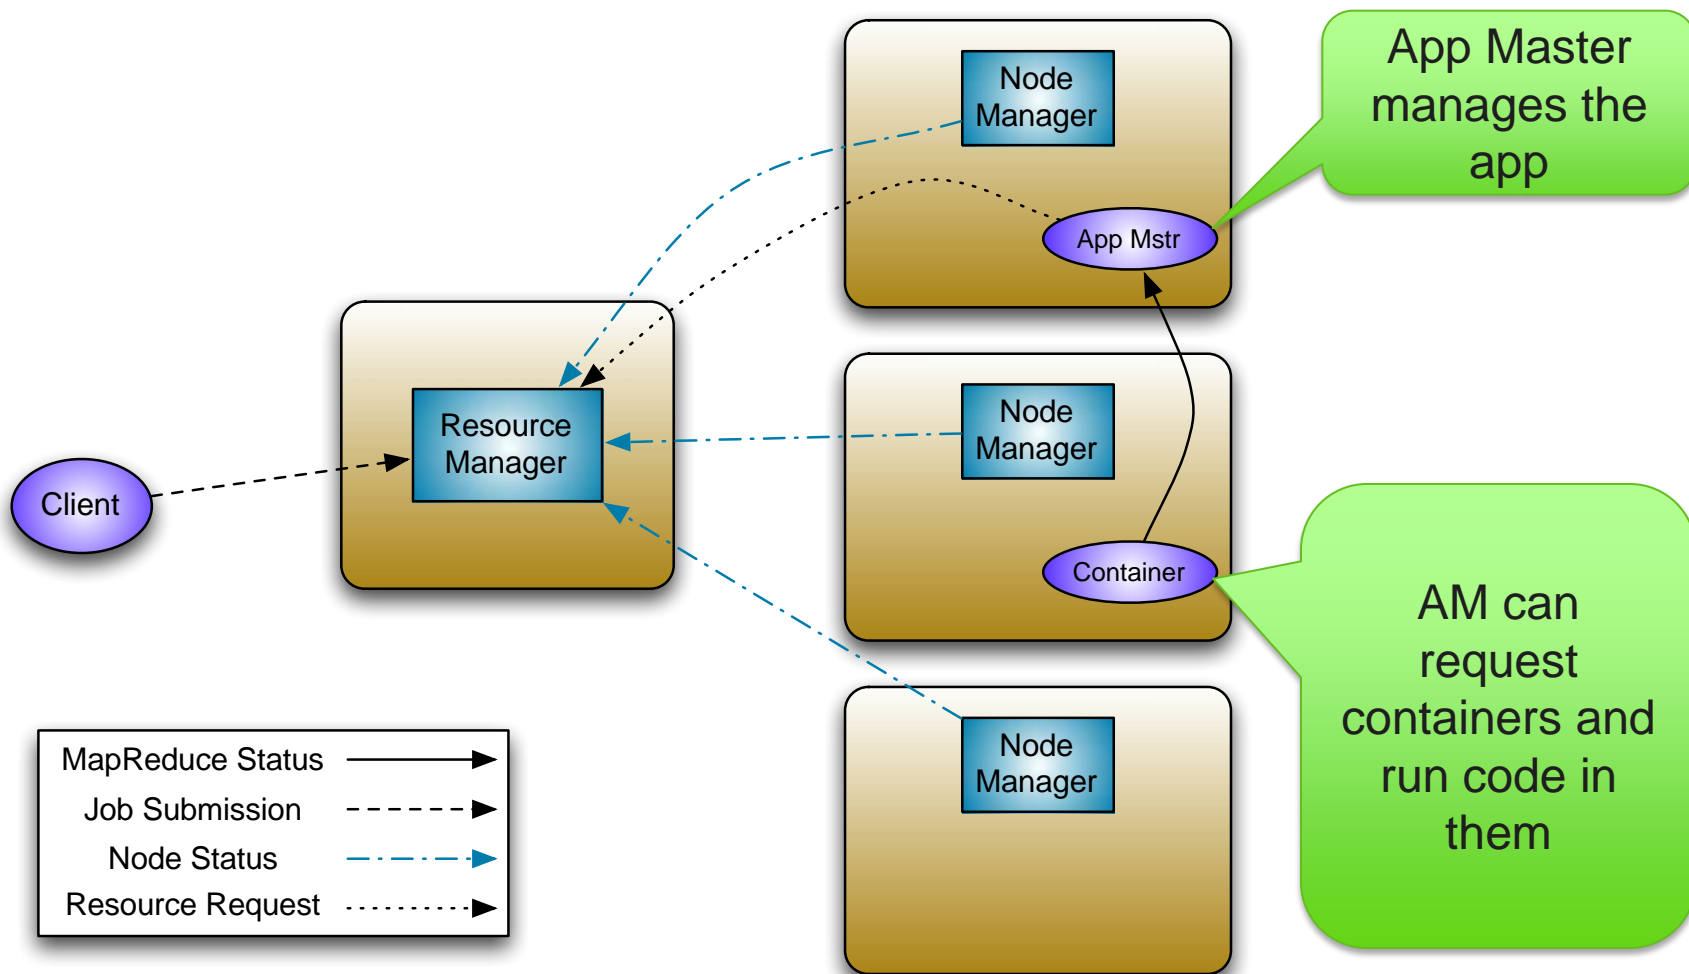 Node
Manager
App Mstr
App Master
manages the
app
Resource
Manager
Client
Node
Manager
Container
AM can
request
containers and
run code in
them
Node
Manager
MapReduce Status
Job Submission
Node Status
Resource Request